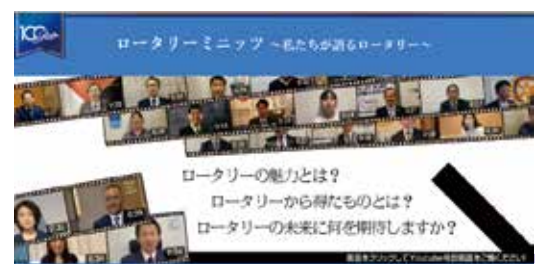 100
ロータリーミニッツ ～私たちが語るロータリー～
ロータリーの魅力とは？
ロータリーから得たものとは？
ロータリーの未来に何を期待しますか？